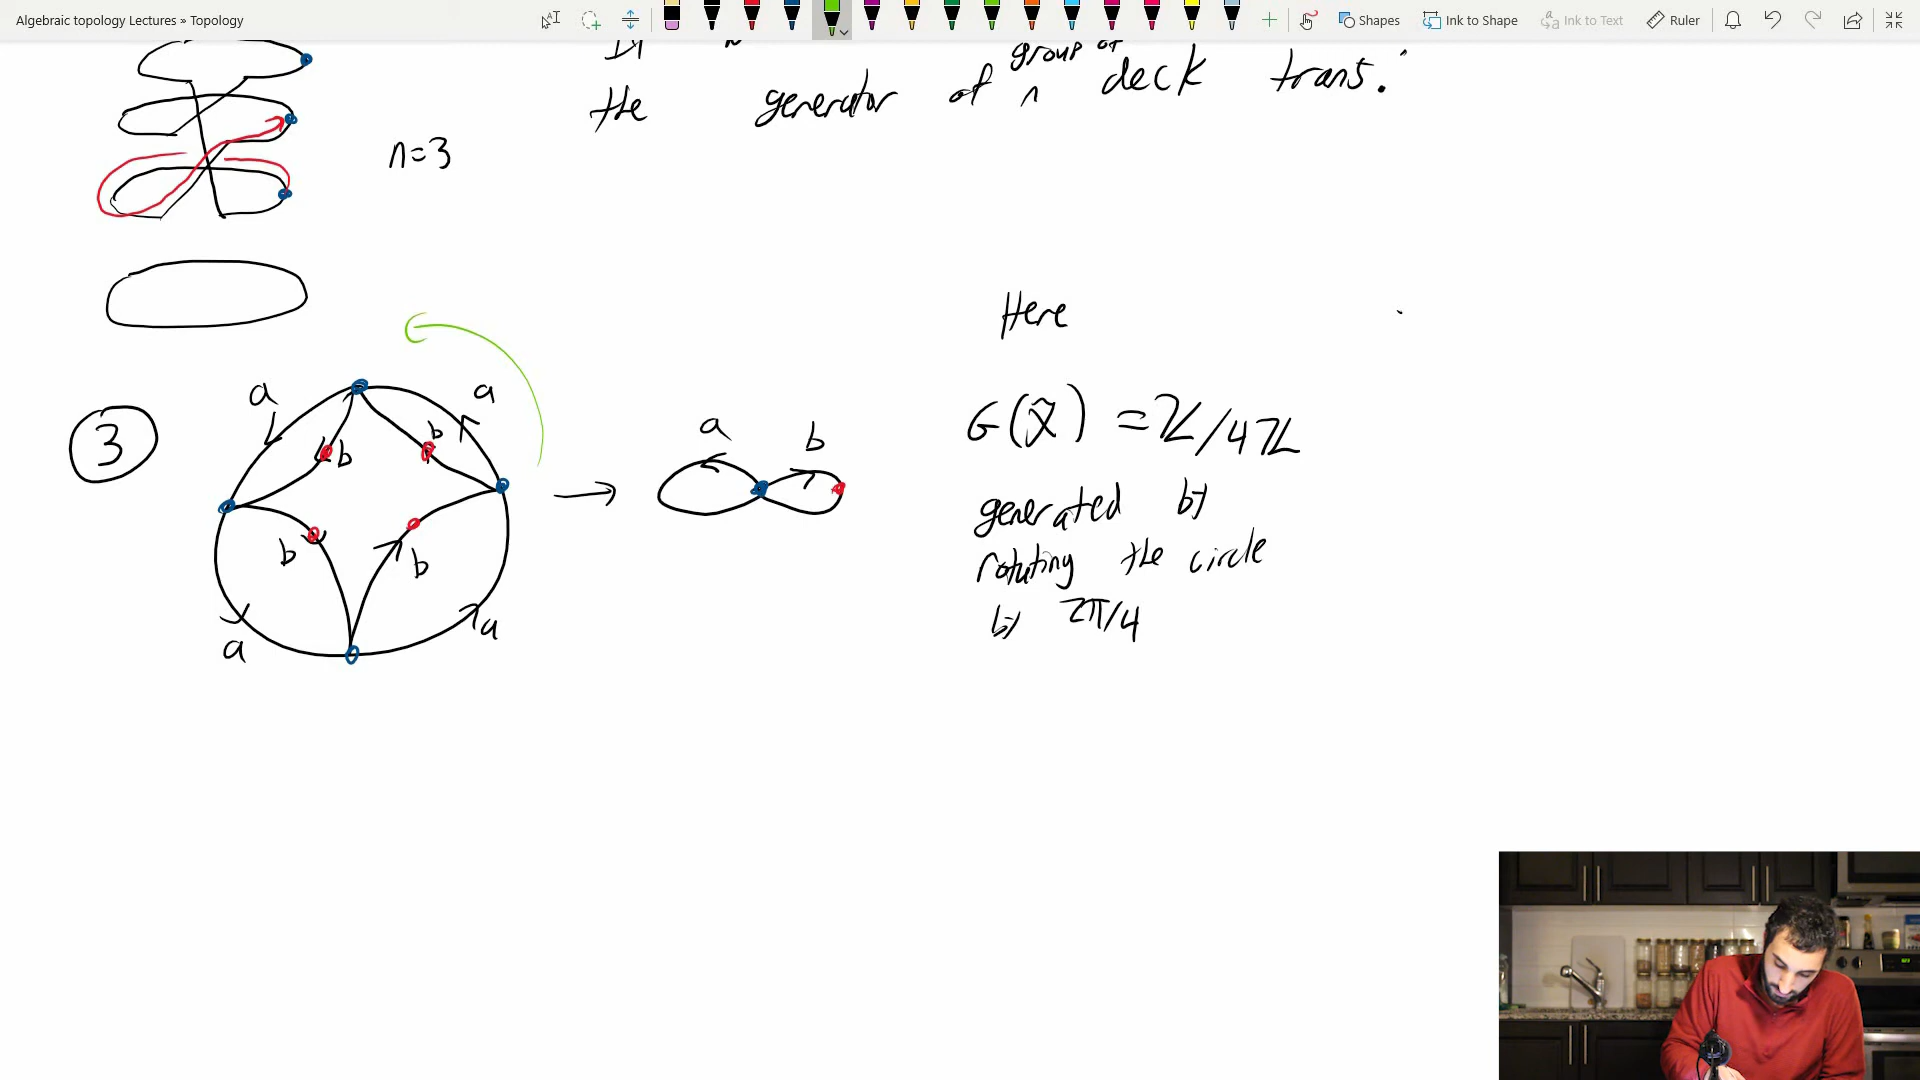 Algebraic topology Lectures » Topology
Shapes
Ink to Shape
Ink to Text
Ruler
group of
the generator of n deck trans.
n=3
Here
3
a
a
b
b
b
b
a
a
a
b
G(X̃) = ℤ/4ℤ
generated by
rotating the circle
by 2π/4